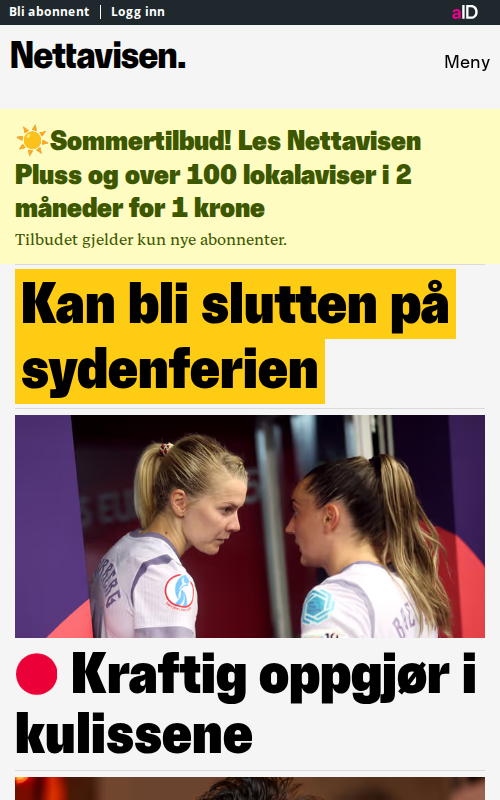 Bli abonnent | Logg inn
aID
Nettavisen.
Meny
☀️Sommertilbud! Les Nettavisen
Pluss og over 100 lokalaviser i 2
måneder for 1 krone
Tilbudet gjelder kun nye abonnenter.
Kan bli slutten på
sydenferien
Kraftig oppgjør i
kulissene